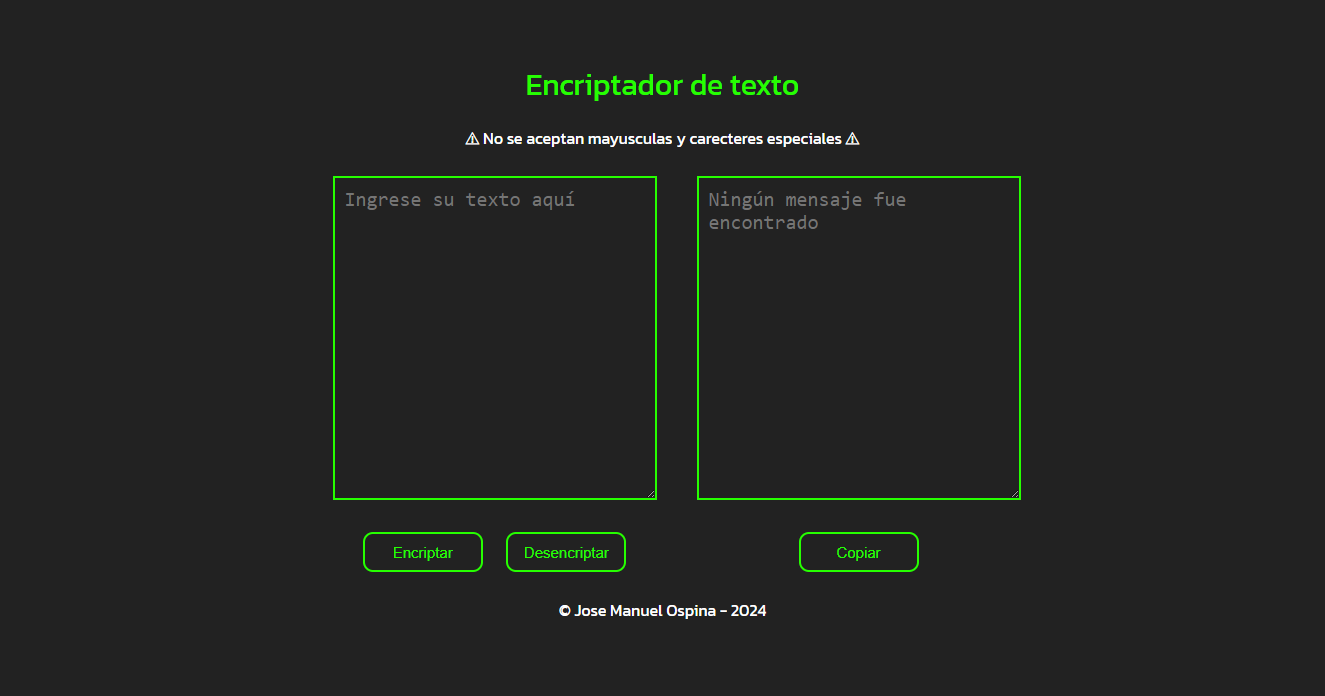 Encriptador de texto
⚠ No se aceptan mayusculas y carecteres especiales ⚠
Ingrese su texto aquí
Ningún mensaje fue
encontrado
Encriptar
Desencriptar
Copiar
© Jose Manuel Ospina - 2024